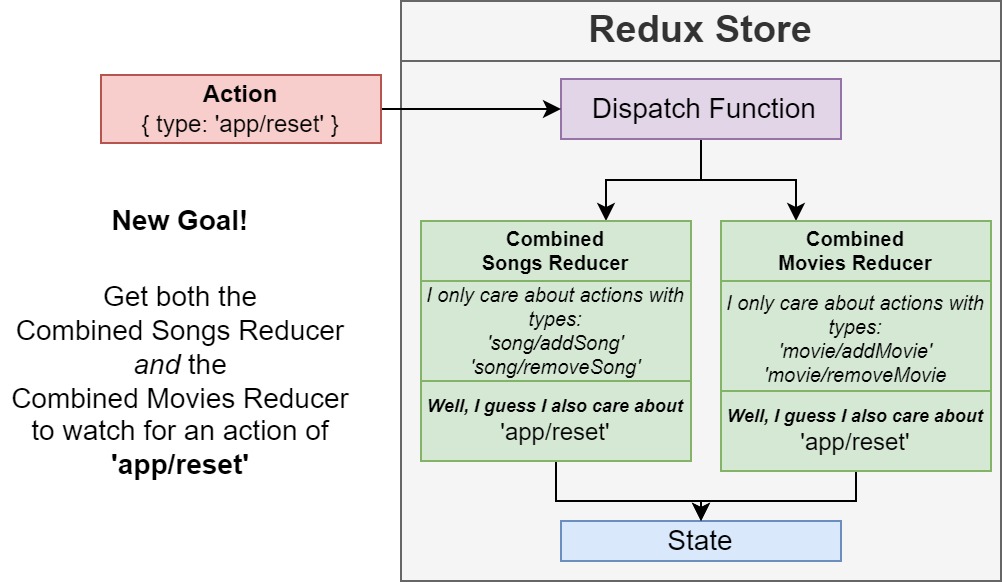 Redux Store
Action
{ type: 'app/reset' }
Dispatch Function
New Goal!
Get both the
Combined Songs Reducer
and the
Combined Movies Reducer
to watch for an action of
'app/reset'
Combined
Songs Reducer
I only care about actions with
types:
'song/addSong'
'song/removeSong'
Well, I guess I also care about
'app/reset'
Combined
Movies Reducer
I only care about actions with
types:
'movie/addMovie'
'movie/removeMovie
Well, I guess I also care about
'app/reset'
State